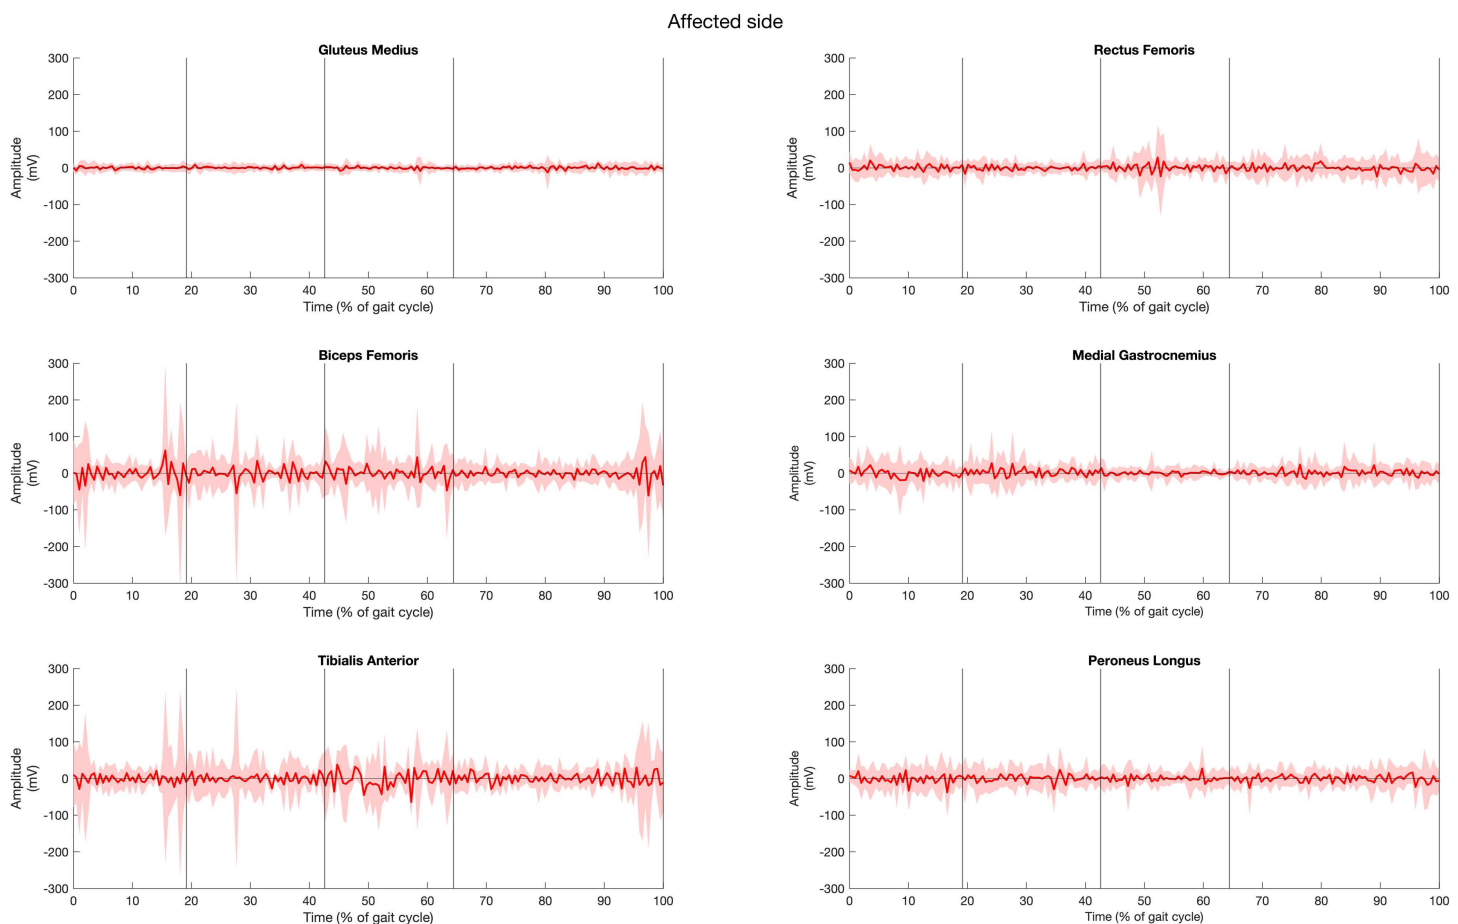 Affected side
Gluteus Medius
300
200
100
0
-100
-200
-300
Amplitude
(mV)
0 10 20 30 40 50 60 70 80 90 100
Time (% of gait cycle)
Rectus Femoris
300
200
100
0
-100
-200
-300
Amplitude
(mV)
0 10 20 30 40 50 60 70 80 90 100
Time (% of gait cycle)
Biceps Femoris
300
200
100
0
-100
-200
-300
Amplitude
(mV)
0 10 20 30 40 50 60 70 80 90 100
Time (% of gait cycle)
Medial Gastrocnemius
300
200
100
0
-100
-200
-300
Amplitude
(mV)
0 10 20 30 40 50 60 70 80 90 100
Time (% of gait cycle)
Tibialis Anterior
300
200
100
0
-100
-200
-300
Amplitude
(mV)
0 10 20 30 40 50 60 70 80 90 100
Time (% of gait cycle)
Peroneus Longus
300
200
100
0
-100
-200
-300
Amplitude
(mV)
0 10 20 30 40 50 60 70 80 90 100
Time (% of gait cycle)